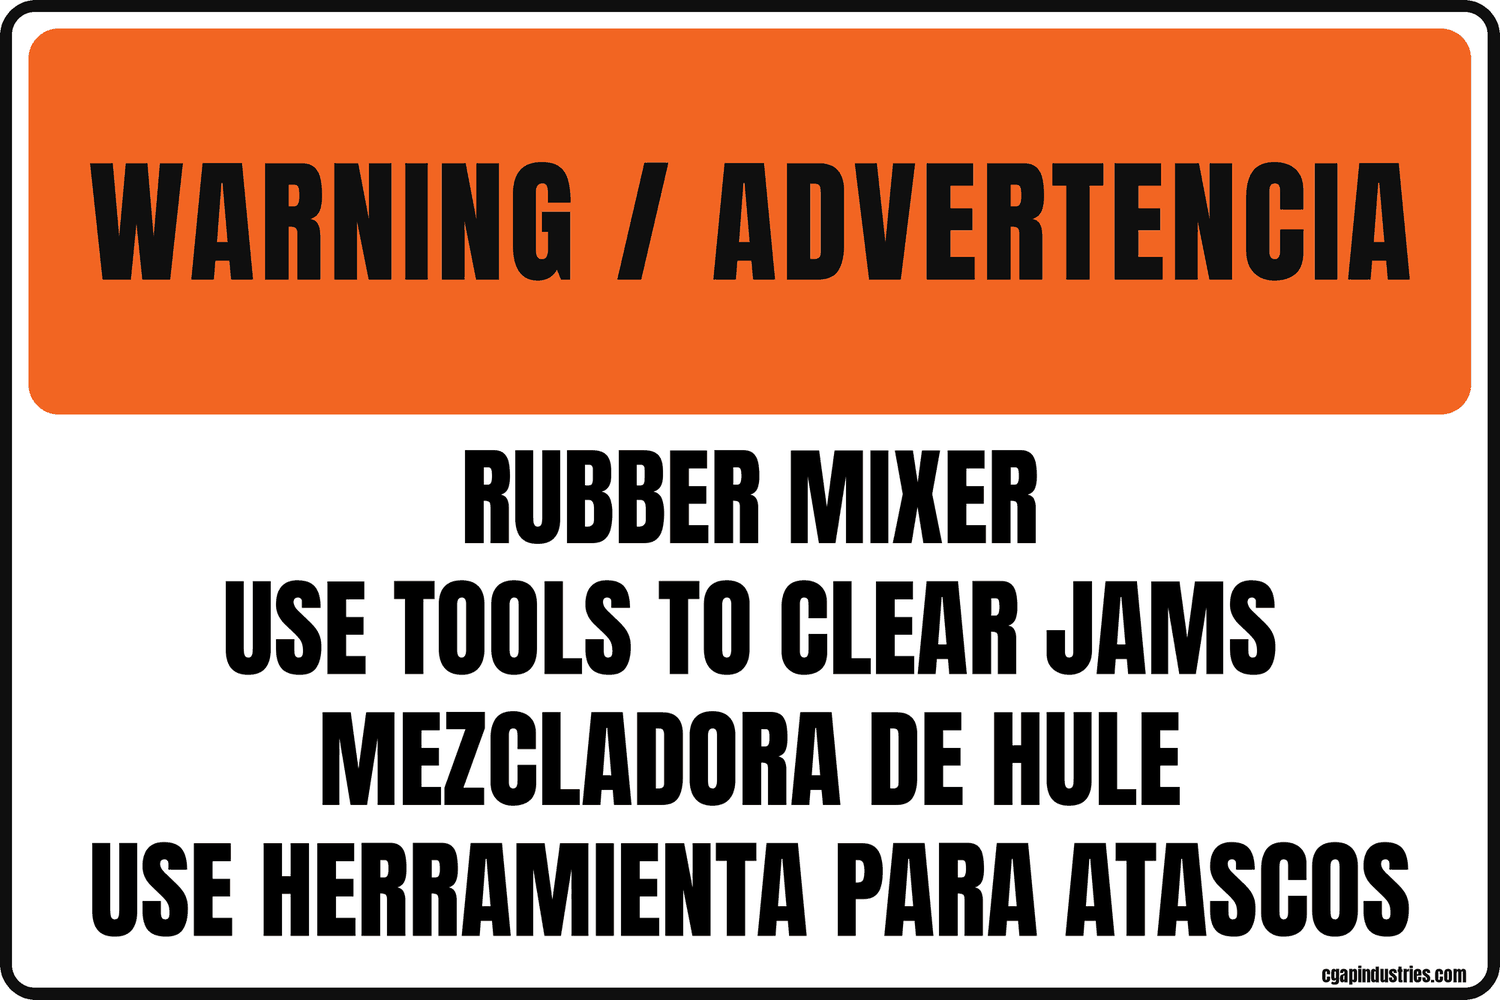 WARNING / ADVERTENCIA
RUBBER MIXER
USE TOOLS TO CLEAR JAMS
MEZCLADORA DE HULE
USE HERRAMIENTA PARA ATASCOS
cgapindustries.com